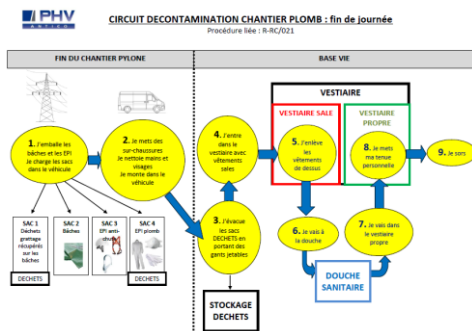 PHV
CIRCUIT DECONTAMINATION CHANTIER PLOMB : fin de journée
Procédure liée : R-RC/021
FIN DU CHANTIER PYLONE
BASE VIE
VESTIAIRE
VESTIAIRE SALE
VESTIAIRE
PROPRE
1. J'emballe les
bâches et les EPI
Je charge les sacs
dans le véhicule
2. Je mets des
sur-chaussures
Je nettoie mains et
visages
Je monte dans le
véhicule
4. J'entre
dans le
vestiaire avec
vêtements
sales
5. J'enlève
les
vêtements
de dessus
8. Je mets
ma tenue
personnelle
9. Je sors
SAC 1
Déchets
grattage
récupérés sur
les bâches
SAC 2
Bâches
SAC 3
EPI anti-
SAC 4
EPI plomb
3. J'évacue
les sacs
DECHETS en
portant des
gants jetables
6. Je vais à
la douche
7. Je vais dans
le vestiaire
propre
DECHETS
DECHETS
STOCKAGE
DECHETS
DOUCHE
SANITAIRE